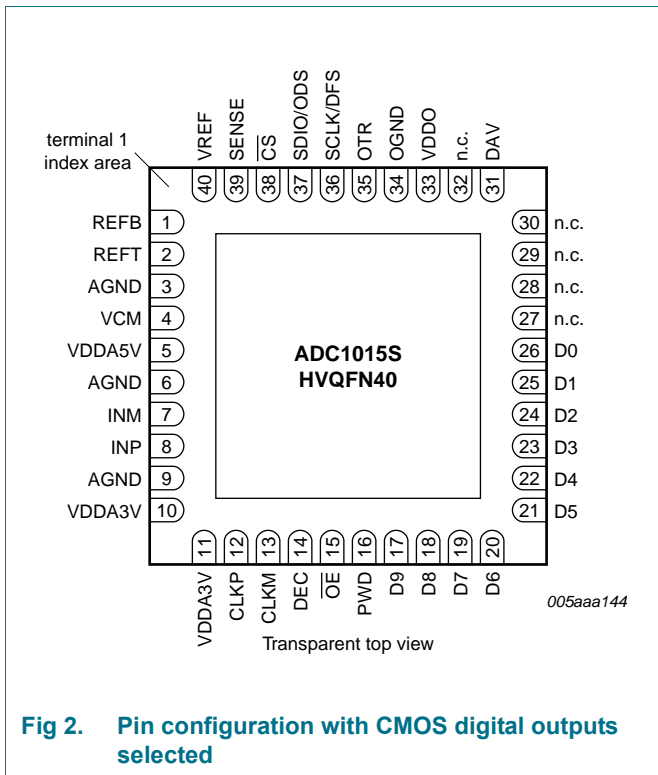 terminal 1
index area
VREF
SENSE
CS
SDIO/ODS
SCLK/DFS
OTR
OGND
VDDO
n.c.
DAV
40
39
38
37
36
35
34
33
32
31
REFB 1
REFT 2
AGND 3
VCM 4
VDDA5V 5
AGND 6
INM 7
INP 8
AGND 9
VDDA3V 10
ADC1015S
HVQFN40
30 n.c.
29 n.c.
28 n.c.
27 n.c.
26 D0
25 D1
24 D2
23 D3
22 D4
21 D5
11
12
13
14
15
16
17
18
19
20
VDDA3V
CLKP
CLKM
DEC
OE
PWD
D9
D8
D7
D6
005aaa144
Transparent top view
Fig 2. Pin configuration with CMOS digital outputs
selected